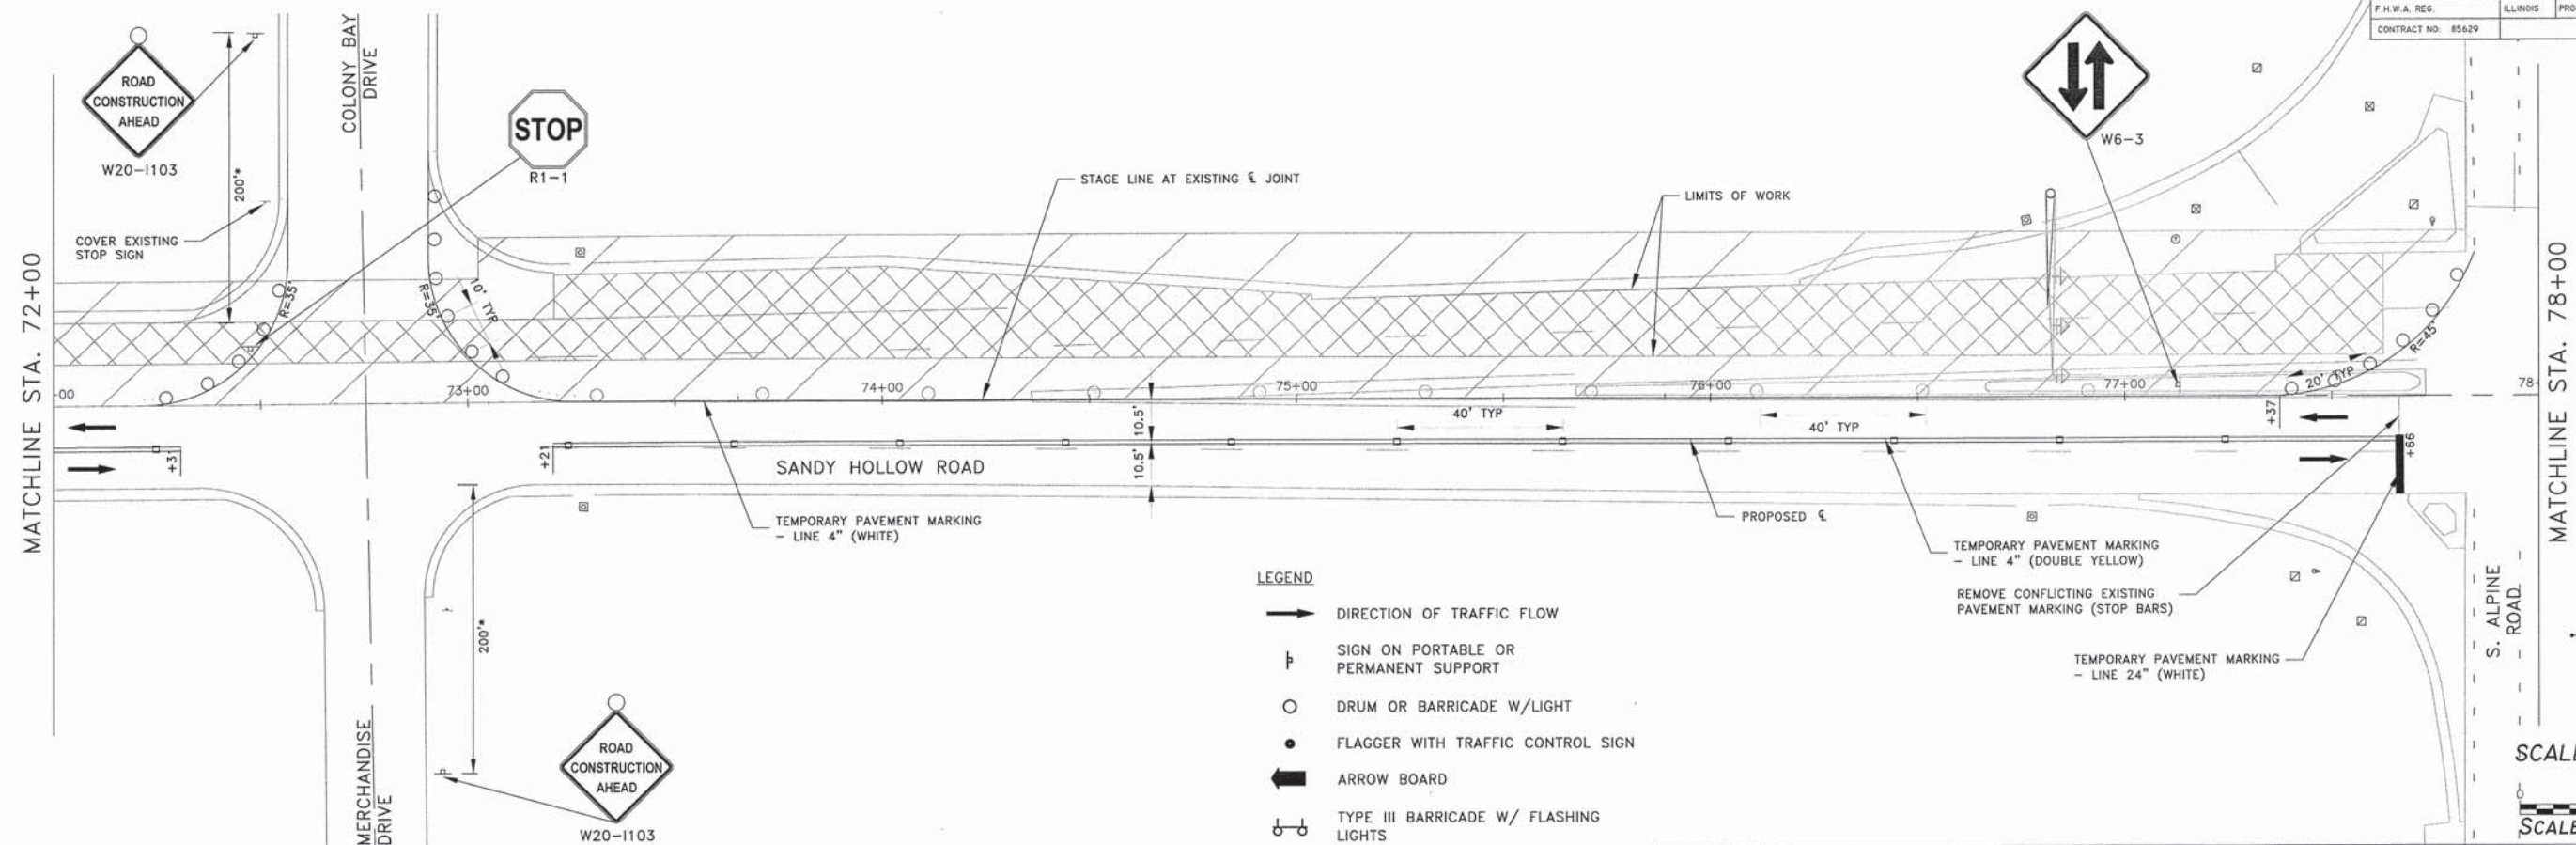 F.H.W.A. REG.
ILLINOIS
PRO
CONTRACT NO: 85629
MATCHLINE STA. 72+00
ROAD
CONSTRUCTION
AHEAD
W20-I103
200'*
COLONY BAY
DRIVE
STOP
R1-1
COVER EXISTING
STOP SIGN
STAGE LINE AT EXISTING ℄ JOINT
LIMITS OF WORK
W6-3
R=35'
R=35'
10' TYP
R=45'
20' TYP
00
73+00
74+00
75+00
76+00
77+00
78
+37
+21
+66
10.5'
10.5'
40' TYP
40' TYP
SANDY HOLLOW ROAD
TEMPORARY PAVEMENT MARKING
- LINE 4" (WHITE)
PROPOSED ℄
TEMPORARY PAVEMENT MARKING
- LINE 4" (DOUBLE YELLOW)
REMOVE CONFLICTING EXISTING
PAVEMENT MARKING (STOP BARS)
TEMPORARY PAVEMENT MARKING
- LINE 24" (WHITE)
S. ALPINE
ROAD
MATCHLINE STA. 78+00
200'*
MERCHANDISE
DRIVE
ROAD
CONSTRUCTION
AHEAD
W20-I103
LEGEND
DIRECTION OF TRAFFIC FLOW
SIGN ON PORTABLE OR
PERMANENT SUPPORT
DRUM OR BARRICADE W/LIGHT
FLAGGER WITH TRAFFIC CONTROL SIGN
ARROW BOARD
TYPE III BARRICADE W/ FLASHING
LIGHTS
SCALE
0
SCALE